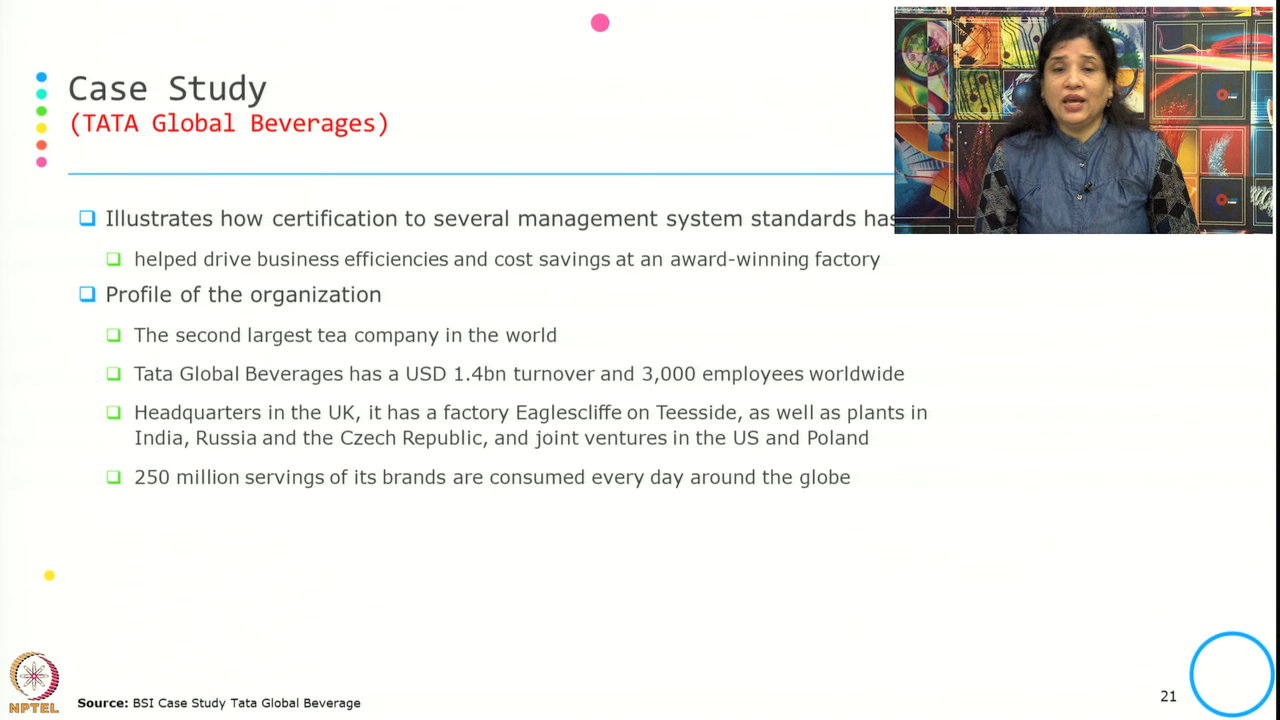 Case Study
(TATA Global Beverages)
❑ Illustrates how certification to several management system standards has
❑ helped drive business efficiencies and cost savings at an award-winning factory
❑ Profile of the organization
❑ The second largest tea company in the world
❑ Tata Global Beverages has a USD 1.4bn turnover and 3,000 employees worldwide
❑ Headquarters in the UK, it has a factory Eaglescliffe on Teesside, as well as plants in
India, Russia and the Czech Republic, and joint ventures in the US and Poland
❑ 250 million servings of its brands are consumed every day around the globe
NPTEL
Source: BSI Case Study Tata Global Beverage
21